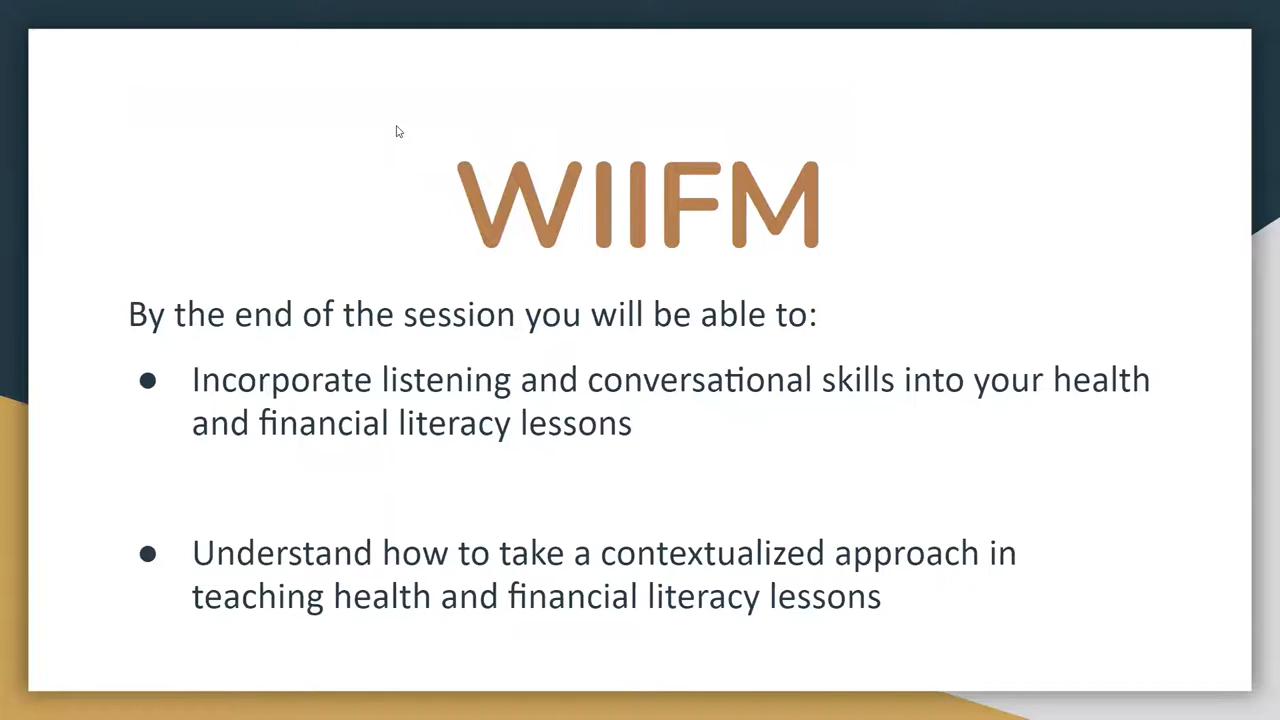 WIIFM
By the end of the session you will be able to:
● Incorporate listening and conversational skills into your health
and financial literacy lessons
● Understand how to take a contextualized approach in
teaching health and financial literacy lessons